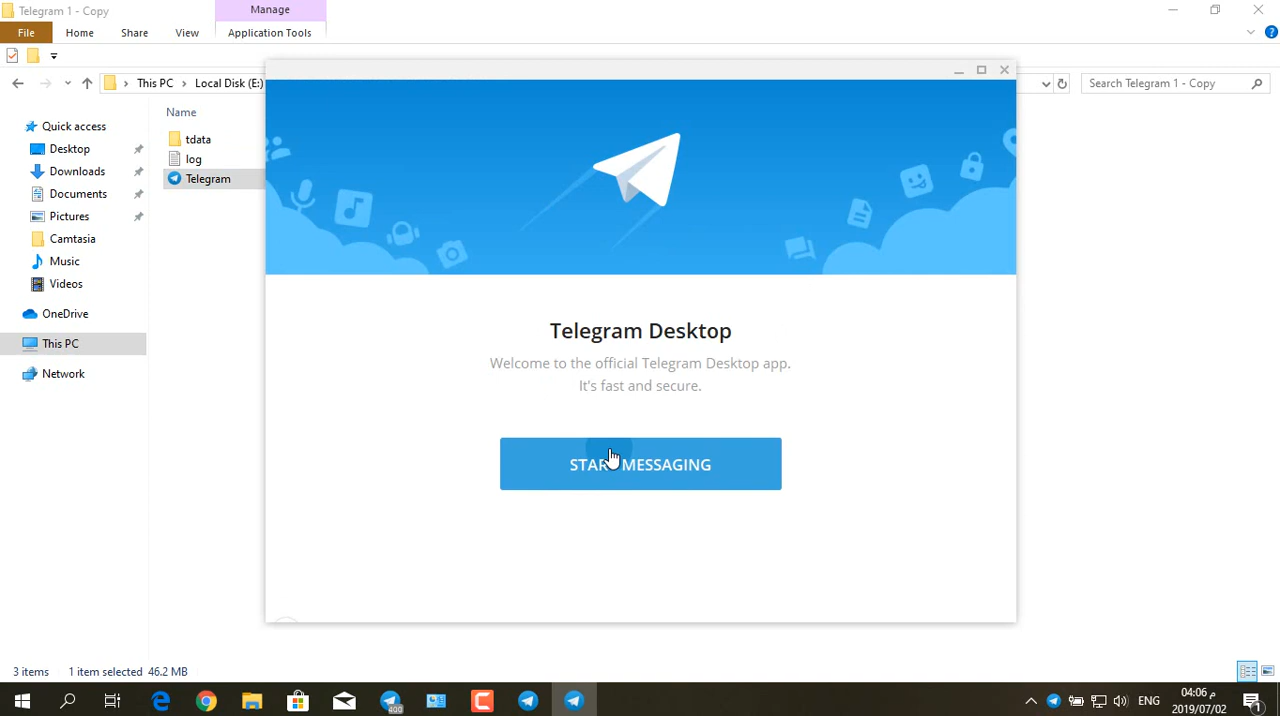 Telegram 1 - Copy
Manage
File
Home
Share
View
Application Tools
This PC
Local Disk (E:)
Search Telegram 1 - Copy
Name
Quick access
Desktop
Downloads
Documents
Pictures
Camtasia
Music
Videos
OneDrive
This PC
Network
tdata
log
Telegram
Telegram Desktop
Welcome to the official Telegram Desktop app.
It's fast and secure.
START MESSAGING
3 items
1 item selected 46.2 MB
400
ENG
04:06 م
2019/07/02
1